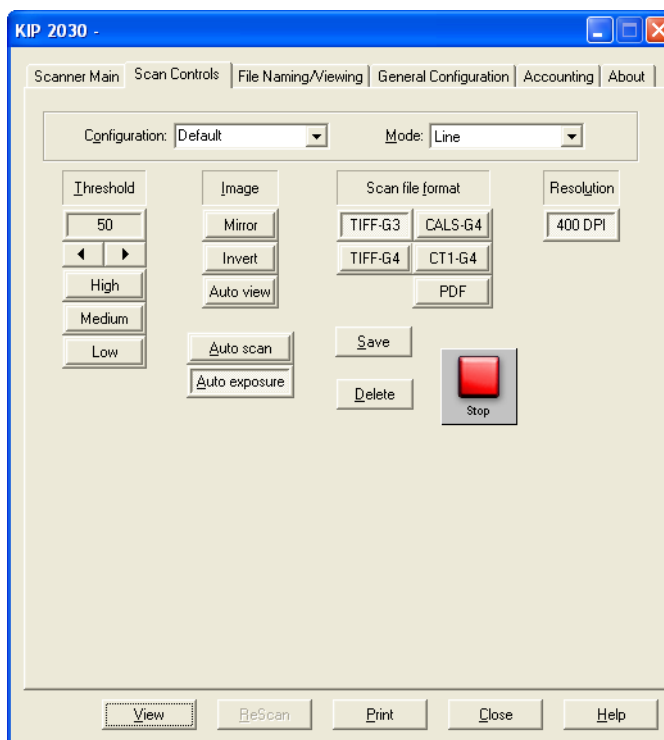 KIP 2030 -
Scanner Main Scan Controls File Naming/Viewing General Configuration Accounting About
Configuration: Default Mode: Line
Threshold Image Scan file format Resolution
50 Mirror TIFF-G3 CALS-G4 400 DPI
Invert TIFF-G4 CT1-G4
High Auto view PDF
Medium
Low Auto scan Save
Auto exposure Delete
Stop
View ReScan Print Close Help